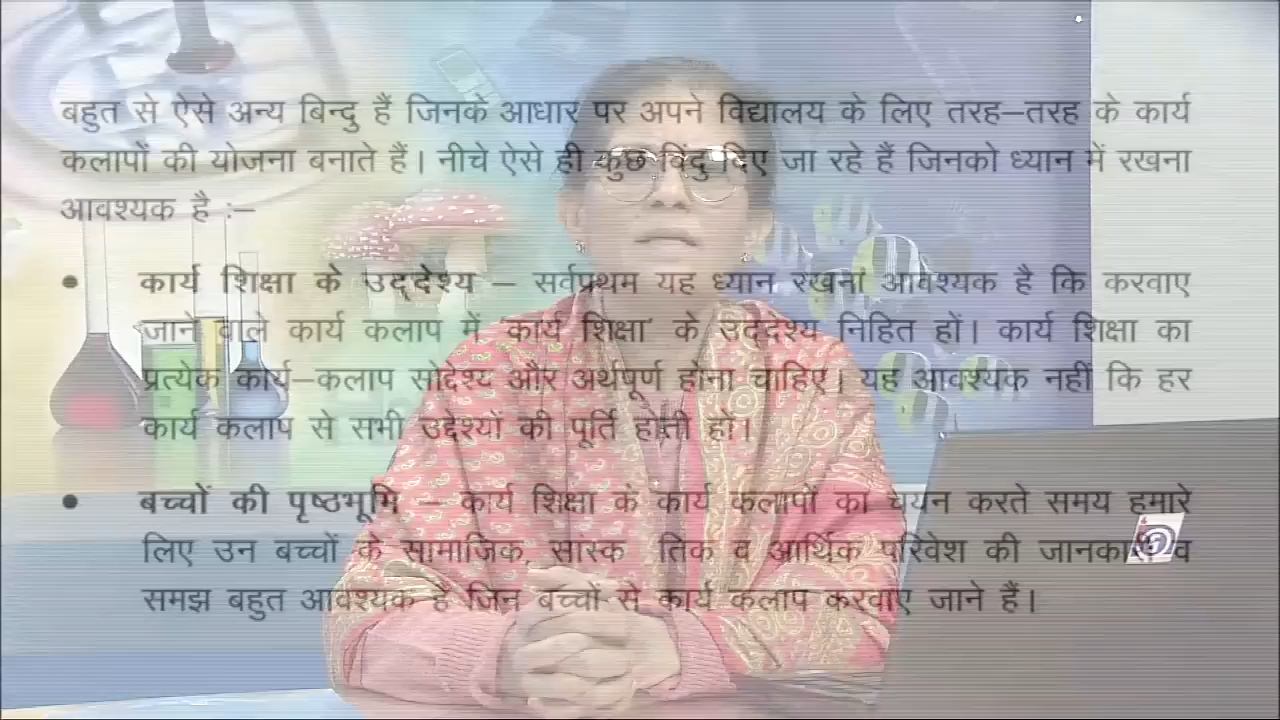 बहुत से ऐसे अन्य बिन्दु हैं जिनके आधार पर अपने विद्यालय के लिए तरह–तरह के कार्य
कलापों की योजना बनाते हैं। नीचे ऐसे ही कुछ बिंदु दिए जा रहे हैं जिनको ध्यान में रखना
आवश्यक है :–
• कार्य शिक्षा के उद्देश्य – सर्वप्रथम यह ध्यान रखना आवश्यक है कि करवाए
जाने वाले कार्य कलाप में 'कार्य शिक्षा' के उद्देश्य निहित हों। कार्य शिक्षा का
प्रत्येक कार्य–कलाप सोद्देश्य और अर्थपूर्ण होना चाहिए। यह आवश्यक नहीं कि हर
कार्य कलाप से सभी उद्देश्यों की पूर्ति होती हो।
• बच्चों की पृष्ठभूमि – कार्य शिक्षा के कार्य कलापों का चयन करते समय हमारे
लिए उन बच्चों के सामाजिक, सांस्क तिक व आर्थिक परिवेश की जानकारी व
समझ बहुत आवश्यक है जिन बच्चों से कार्य कलाप करवाए जाने हैं।